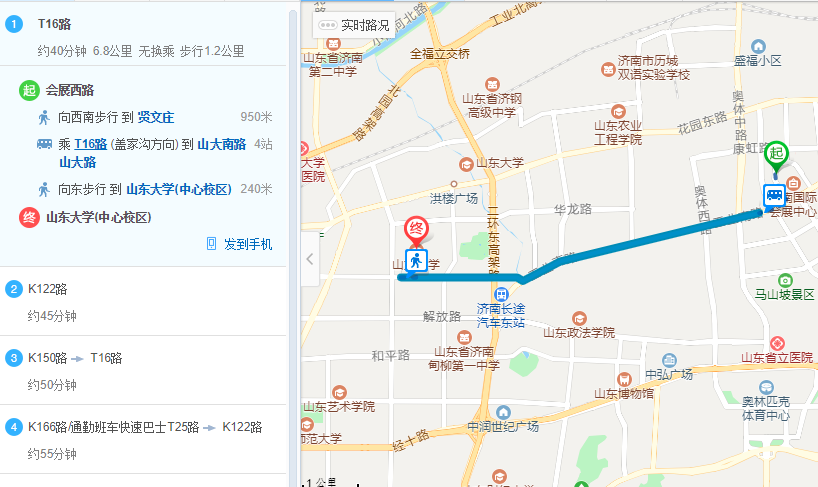 1 T16路
约40分钟 6.8公里 无换乘 步行1.2公里
起 会展西路
向西南步行 到 贤文庄 950米
乘 T16路 (盖家沟方向) 到 山大南路 4站
山大路
向东步行 到 山东大学(中心校区) 240米
终 山东大学(中心校区)
发到手机
2 K122路
约45分钟
3 K150路 T16路
约50分钟
4 K166路/通勤班车快速巴士T25路 K122路
约55分钟
实时路况
工业北高架
山东省济南
第二中学
全福立交桥
济南市历城
双语实验学校
盛福小区
北园高架路
山东省济钢
高级中学
山东农业
工程学院
花园东路
奥体中路
康虹路
起
大学
医院
山东大学
洪楼广场
华龙路
奥体西路
南国际
会展中心
终
二环东高架路
马山坡景区
济南长途
汽车东站
解放路
山东政法学院
和平路
山东省济南
甸柳第一中学
中弘广场
山东省立医院
山东博物馆
奥林匹克
体育中心
山东艺术学院
师范大学
经十路
中润世纪广场
1 公里